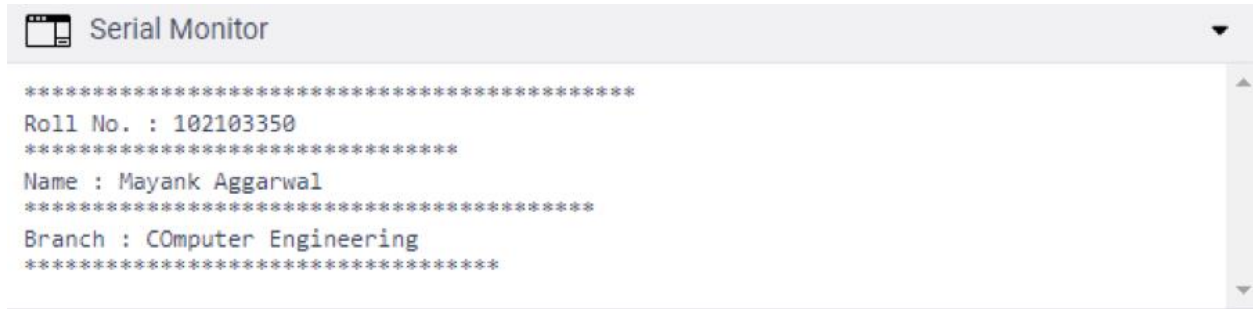 Serial Monitor
*********************************************
Roll No. : 102103350
********************************
Name : Mayank Aggarwal
******************************************
Branch : COmputer Engineering
***********************************